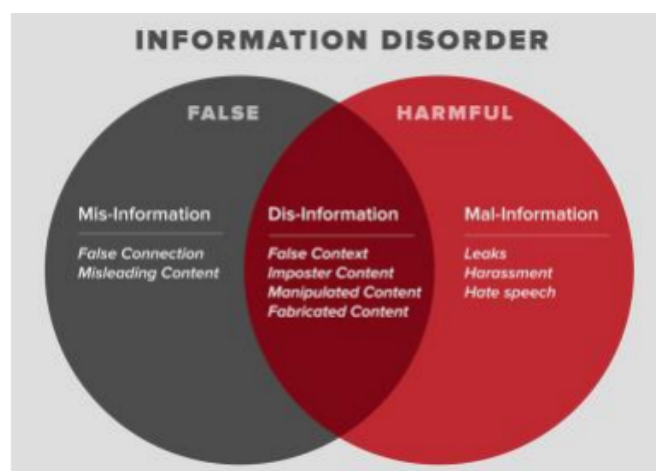 INFORMATION DISORDER
FALSE
HARMFUL
Mis-Information
False Connection
Misleading Content
Dis-Information
False Context
Imposter Content
Manipulated Content
Fabricated Content
Mal-Information
Leaks
Harassment
Hate speech